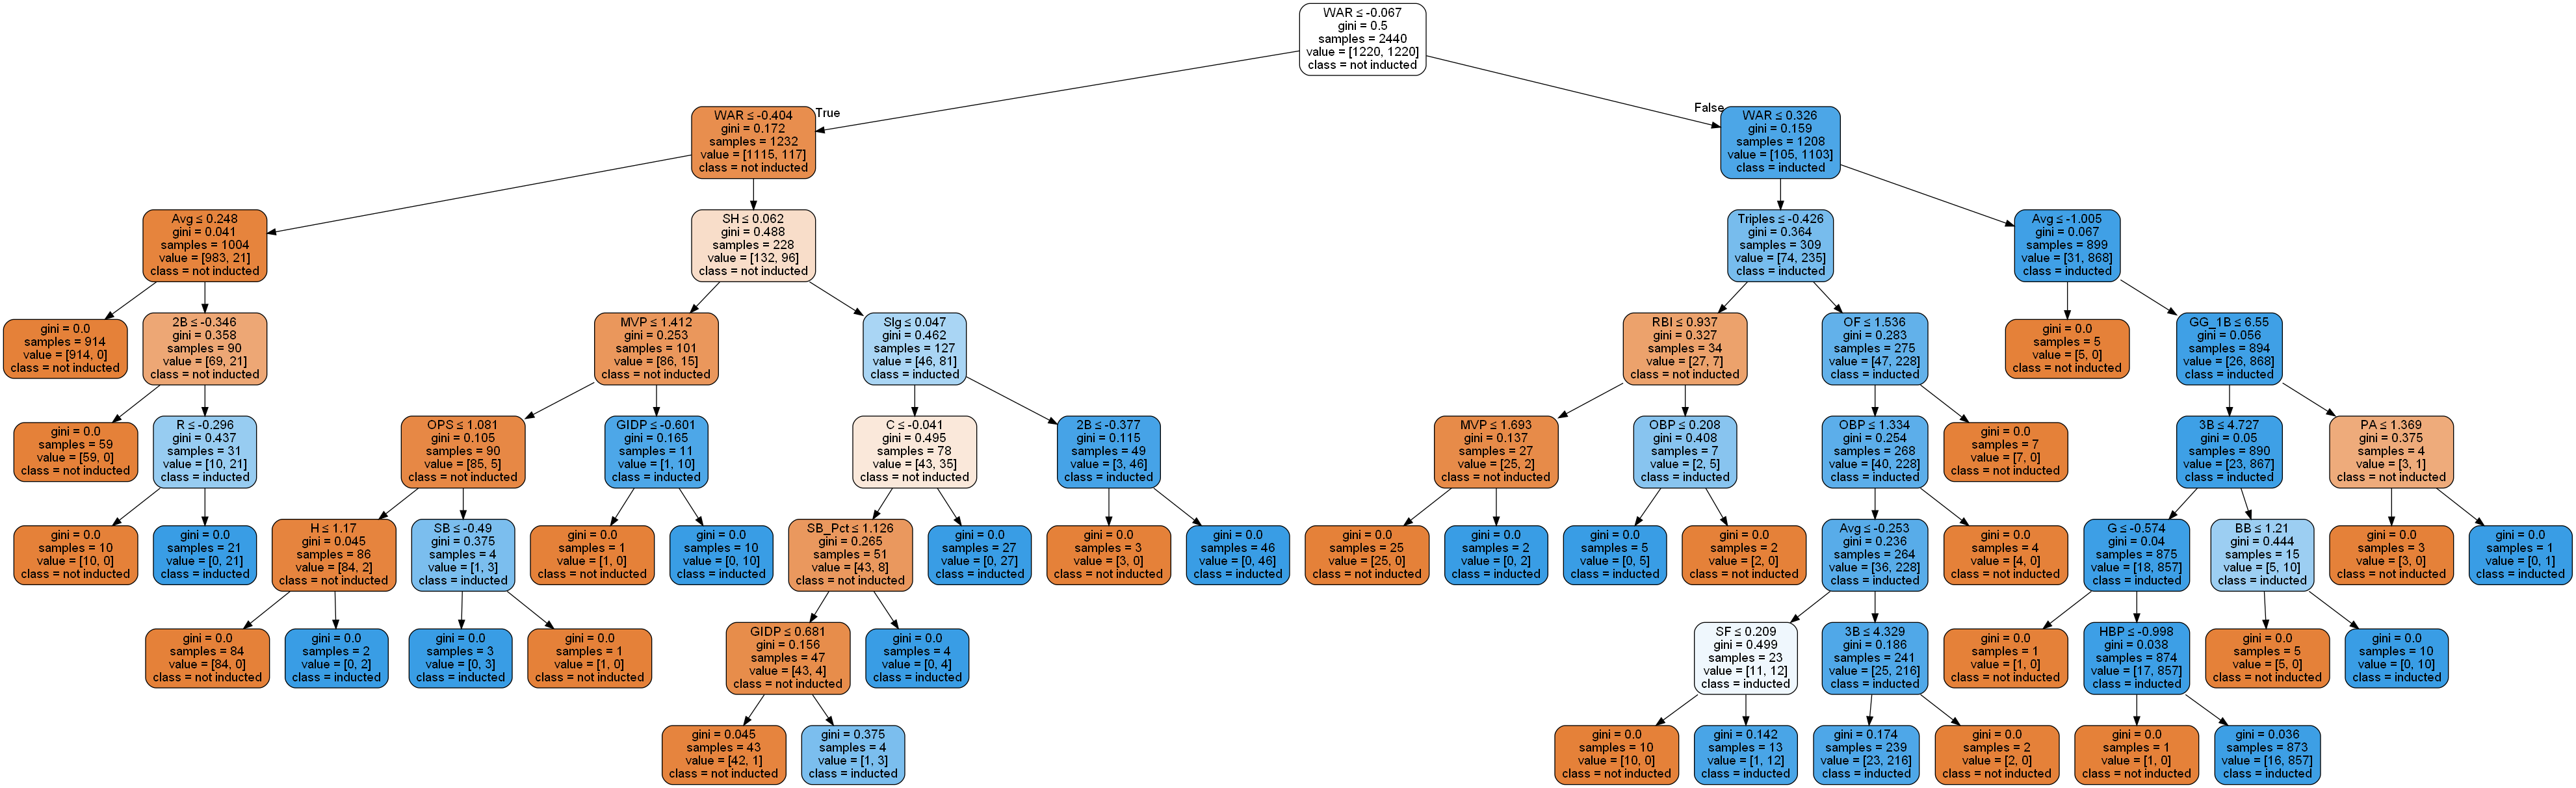 WAR ≤ -0.067
gini = 0.5
samples = 2440
value = [1220, 1220]
class = not inducted
True
False
WAR ≤ -0.404
gini = 0.172
samples = 1232
value = [1115, 117]
class = not inducted
WAR ≤ 0.326
gini = 0.159
samples = 1208
value = [105, 1103]
class = inducted
Avg ≤ 0.248
gini = 0.041
samples = 1004
value = [983, 21]
class = not inducted
SH ≤ 0.062
gini = 0.488
samples = 228
value = [132, 96]
class = not inducted
Triples ≤ -0.426
gini = 0.364
samples = 309
value = [74, 235]
class = inducted
Avg ≤ -1.005
gini = 0.067
samples = 899
value = [31, 868]
class = inducted
gini = 0.0
samples = 914
value = [914, 0]
class = not inducted
2B ≤ -0.346
gini = 0.358
samples = 90
value = [69, 21]
class = not inducted
MVP ≤ 1.412
gini = 0.253
samples = 101
value = [86, 15]
class = not inducted
Slg ≤ 0.047
gini = 0.462
samples = 127
value = [46, 81]
class = inducted
RBI ≤ 0.937
gini = 0.327
samples = 34
value = [27, 7]
class = not inducted
OF ≤ 1.536
gini = 0.283
samples = 275
value = [47, 228]
class = inducted
gini = 0.0
samples = 5
value = [5, 0]
class = not inducted
GG_1B ≤ 6.55
gini = 0.056
samples = 894
value = [26, 868]
class = inducted
gini = 0.0
samples = 59
value = [59, 0]
class = not inducted
R ≤ -0.296
gini = 0.437
samples = 31
value = [10, 21]
class = inducted
OPS ≤ 1.081
gini = 0.105
samples = 90
value = [85, 5]
class = not inducted
GIDP ≤ -0.601
gini = 0.165
samples = 11
value = [1, 10]
class = inducted
C ≤ -0.041
gini = 0.495
samples = 78
value = [43, 35]
class = not inducted
2B ≤ -0.377
gini = 0.115
samples = 49
value = [3, 46]
class = inducted
MVP ≤ 1.693
gini = 0.137
samples = 27
value = [25, 2]
class = not inducted
OBP ≤ 0.208
gini = 0.408
samples = 7
value = [2, 5]
class = inducted
OBP ≤ 1.334
gini = 0.254
samples = 268
value = [40, 228]
class = inducted
gini = 0.0
samples = 7
value = [7, 0]
class = not inducted
3B ≤ 4.727
gini = 0.05
samples = 890
value = [23, 867]
class = inducted
PA ≤ 1.369
gini = 0.375
samples = 4
value = [3, 1]
class = not inducted
gini = 0.0
samples = 10
value = [10, 0]
class = not inducted
gini = 0.0
samples = 21
value = [0, 21]
class = inducted
H ≤ 1.17
gini = 0.045
samples = 86
value = [84, 2]
class = not inducted
SB ≤ -0.49
gini = 0.375
samples = 4
value = [1, 3]
class = inducted
gini = 0.0
samples = 1
value = [1, 0]
class = not inducted
gini = 0.0
samples = 10
value = [0, 10]
class = inducted
SB_Pct ≤ 1.126
gini = 0.265
samples = 51
value = [43, 8]
class = not inducted
gini = 0.0
samples = 27
value = [0, 27]
class = inducted
gini = 0.0
samples = 3
value = [3, 0]
class = not inducted
gini = 0.0
samples = 46
value = [0, 46]
class = inducted
gini = 0.0
samples = 25
value = [25, 0]
class = not inducted
gini = 0.0
samples = 2
value = [0, 2]
class = inducted
gini = 0.0
samples = 5
value = [0, 5]
class = inducted
gini = 0.0
samples = 2
value = [2, 0]
class = not inducted
Avg ≤ -0.253
gini = 0.236
samples = 264
value = [36, 228]
class = inducted
gini = 0.0
samples = 4
value = [4, 0]
class = not inducted
G ≤ -0.574
gini = 0.04
samples = 875
value = [18, 857]
class = inducted
BB ≤ 1.21
gini = 0.444
samples = 15
value = [5, 10]
class = inducted
gini = 0.0
samples = 3
value = [3, 0]
class = not inducted
gini = 0.0
samples = 1
value = [0, 1]
class = inducted
gini = 0.0
samples = 84
value = [84, 0]
class = not inducted
gini = 0.0
samples = 2
value = [0, 2]
class = inducted
gini = 0.0
samples = 3
value = [0, 3]
class = inducted
gini = 0.0
samples = 1
value = [1, 0]
class = not inducted
GIDP ≤ 0.681
gini = 0.156
samples = 47
value = [43, 4]
class = not inducted
gini = 0.0
samples = 4
value = [0, 4]
class = inducted
SF ≤ 0.209
gini = 0.499
samples = 23
value = [11, 12]
class = inducted
3B ≤ 4.329
gini = 0.186
samples = 241
value = [25, 216]
class = inducted
gini = 0.0
samples = 1
value = [1, 0]
class = not inducted
HBP ≤ -0.998
gini = 0.038
samples = 874
value = [17, 857]
class = inducted
gini = 0.0
samples = 5
value = [5, 0]
class = not inducted
gini = 0.0
samples = 10
value = [0, 10]
class = inducted
gini = 0.045
samples = 43
value = [42, 1]
class = not inducted
gini = 0.375
samples = 4
value = [1, 3]
class = inducted
gini = 0.0
samples = 10
value = [10, 0]
class = not inducted
gini = 0.142
samples = 13
value = [1, 12]
class = inducted
gini = 0.174
samples = 239
value = [23, 216]
class = inducted
gini = 0.0
samples = 2
value = [2, 0]
class = not inducted
gini = 0.0
samples = 1
value = [1, 0]
class = not inducted
gini = 0.036
samples = 873
value = [16, 857]
class = inducted